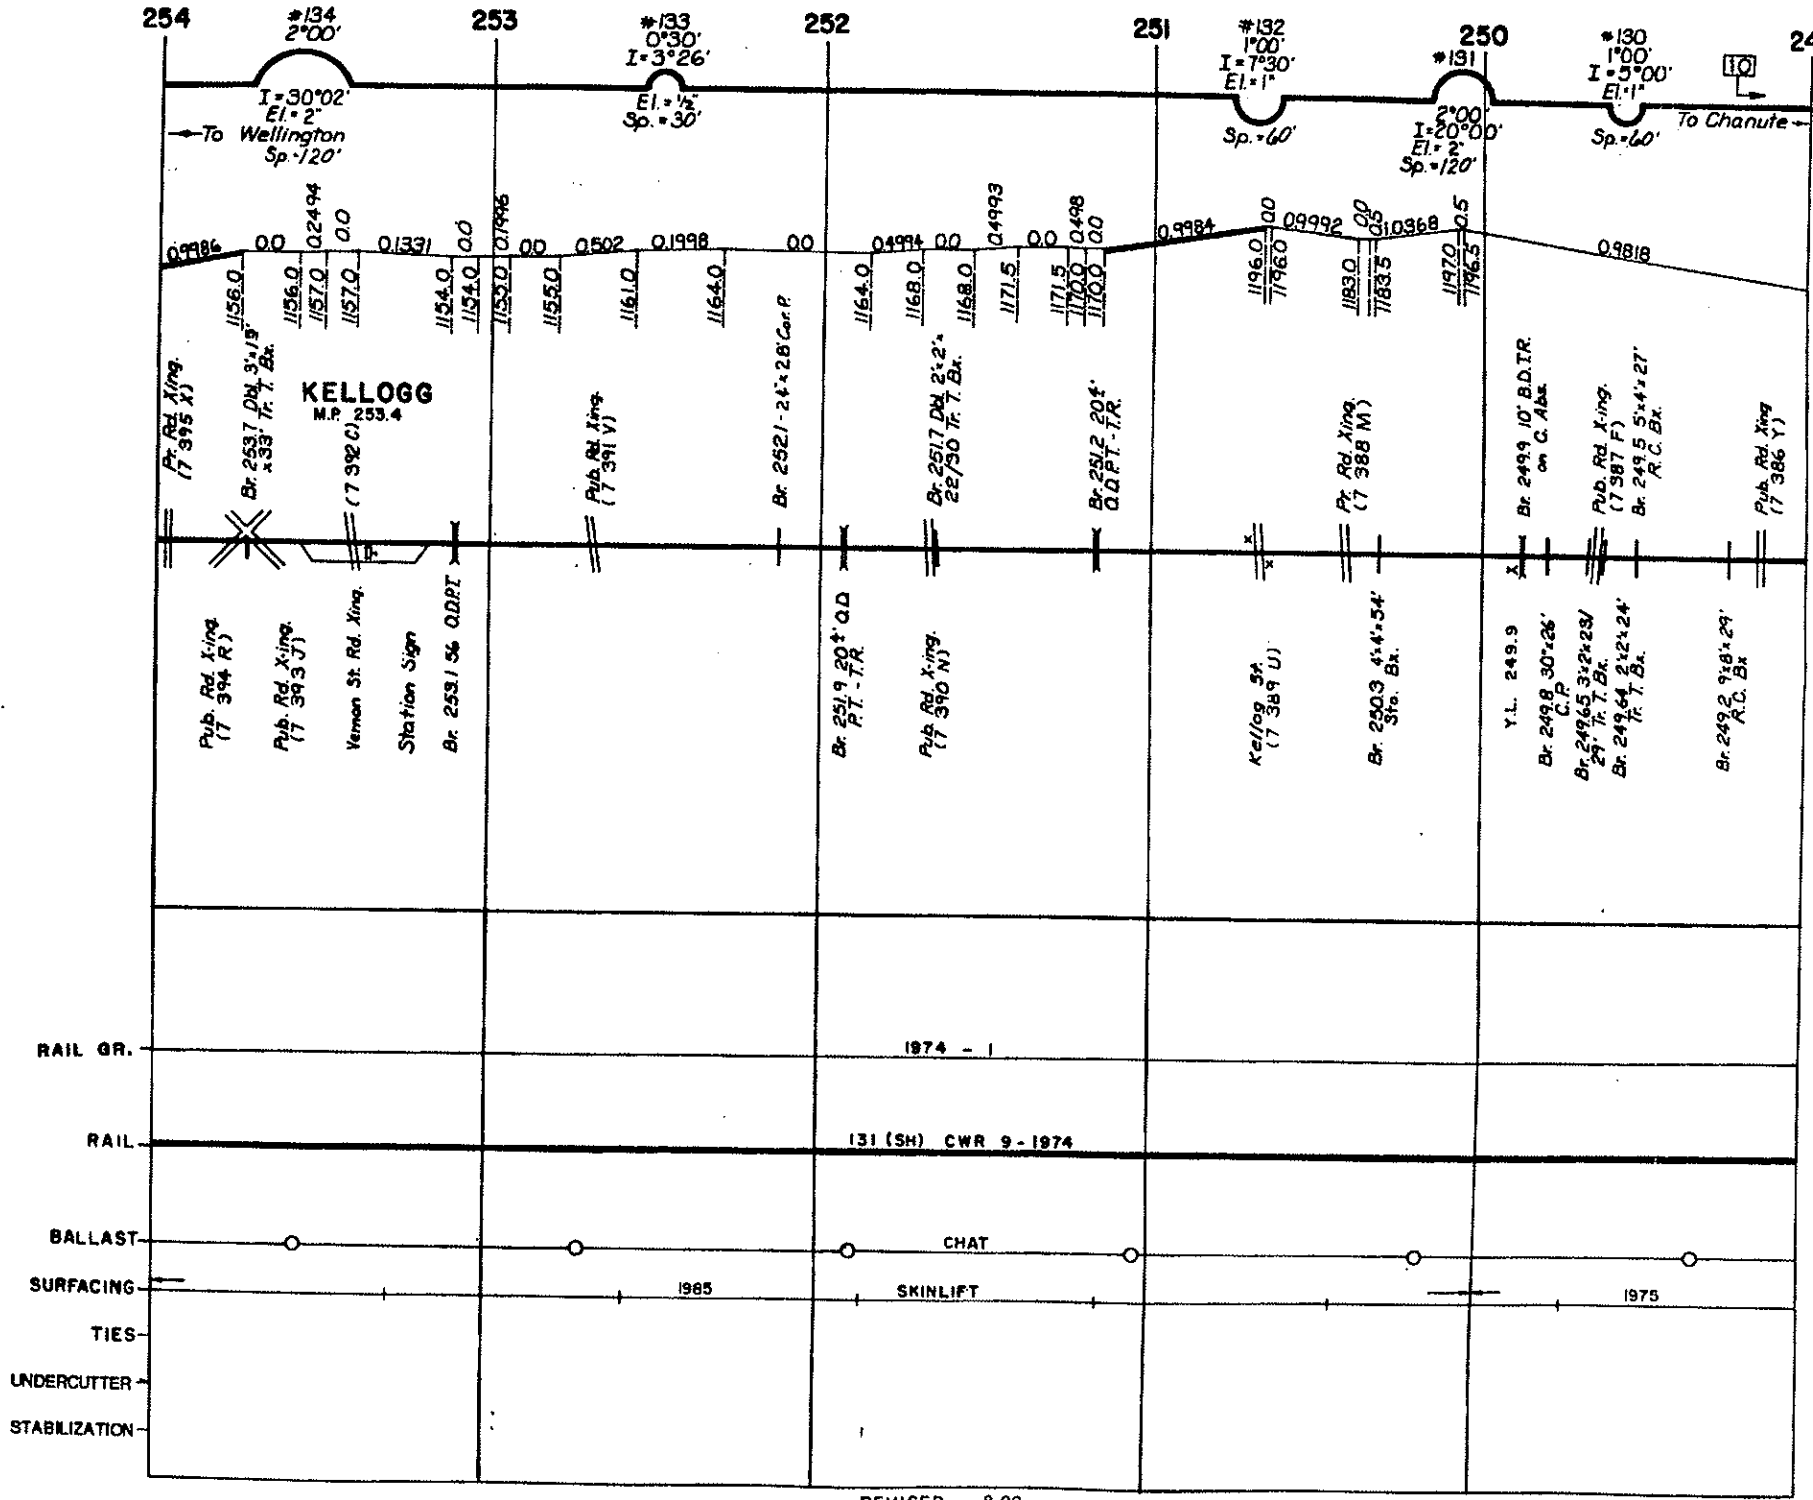 254
#134
2°00'
253
#133
0°30'
I=3°26'
252
251
#132
1°00'
I=7°30'
El.=1"
250
#131
#130
1°00'
I=5°00'
El.=1"
10
I=30°02'
El.=2"
Sp.=120'
El.=½"
Sp.=30'
Sp.=60'
2°00'
I=20°00'
El.=2"
Sp.=120'
Sp.=60'
To Wellington
To Chanute
0.9986
0.0
0.2494
0.0
0.1331
0.0
0.1996
0.0
0.502
0.1998
0.0
0.4994
0.0
0.4993
0.0
0.498
0.0
0.9984
0.0
0.9992
0.0
0.5
1.0368
0.5
0.9818
1156.0
1156.0
1157.0
1157.0
1154.0
1154.0
1155.0
1155.0
1161.0
1164.0
1164.0
1168.0
1168.0
1171.5
1171.5
1170.0
1170.0
1196.0
1196.0
1183.0
1183.5
1197.0
1196.5
Pr. Rd. Xing.
(7 395 X)
Br. 253.7 Dbl. 3'x15'
x33' Tr. T. Bx.
KELLOGG
M.P. 253.4
(7 392 C)
Pub. Rd. Xing.
(7 391 V)
Br. 252.1 - 24"x28' Cor. P.
Br. 251.7 Dbl. 2'x2'x
22/30 Tr. T. Bx.
Br. 251.2 20'
O.D.P.T. -T.R.
Pr. Rd. Xing.
(7 388 M)
Br. 249.9 10' B.D.T.R.
on C. Abs.
Pub. Rd. X-ing.
(7 387 F)
Br. 249.5 5'x4'x27'
R.C. Bx.
Pub. Rd. Xing
(7 386 Y)
Pub. Rd. X-ing.
(7 394 R)
Pub. Rd. X-ing.
(7 393 J)
Vernon St. Rd. Xing.
Station Sign
Br. 253.1 56 O.D.P.T
Br. 251.9 20' O.D
P.T. - T.R.
Pub. Rd. X-ing.
(7 390 N)
Kellog St.
(7 389 U)
Br. 250.3 4'x4'x54'
Sto. Bx.
Y.L. 249.9
Br. 249.8 30"x26'
C.P.
Br. 249.65 3'x2'x23/
29' Tr. T. Bx.
Br. 249.64 2'x2'x24'
Tr. T. Bx.
Br. 249.2 9'x8'x29'
R.C. Bx
RAIL GR.
1974 - 1
RAIL
131 (SH) CWR 9-1974
BALLAST
CHAT
SURFACING
1985
SKINLIFT
1975
TIES
UNDERCUTTER
STABILIZATION